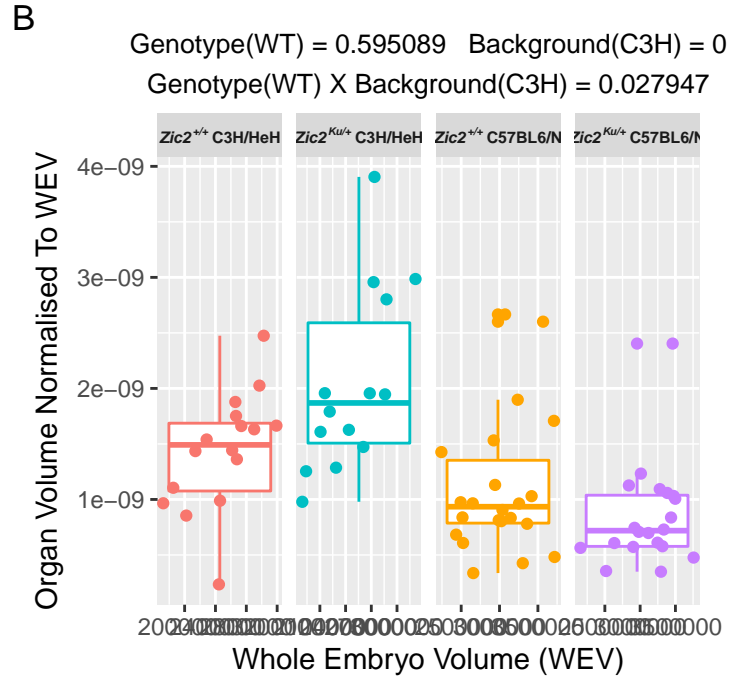 B
Genotype(WT) = 0.595089 Background(C3H) = 0
Genotype(WT) X Background(C3H) = 0.027947
Zic2+/+ C3H/HeH
Zic2Ku/+ C3H/HeH
Zic2+/+ C57BL6/N
Zic2Ku/+ C57BL6/N
Organ Volume Normalised To WEV
4e−09
3e−09
2e−09
1e−09
Whole Embryo Volume (WEV)